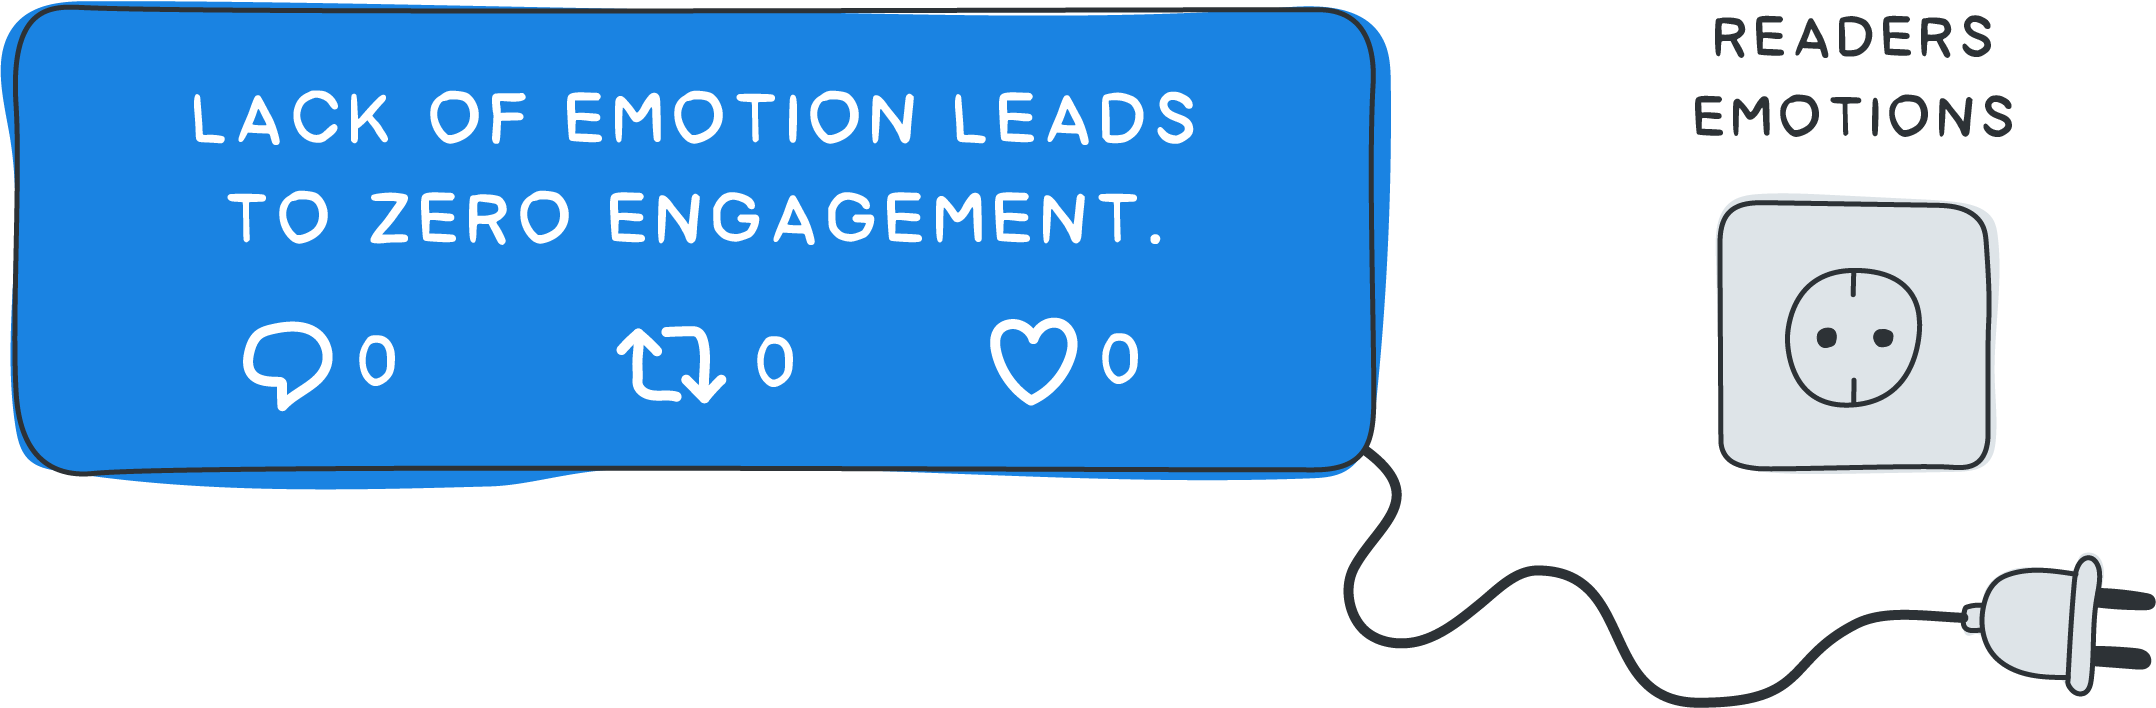 LACK OF EMOTION LEADS
TO ZERO ENGAGEMENT.
0 0 0
READERS
EMOTIONS